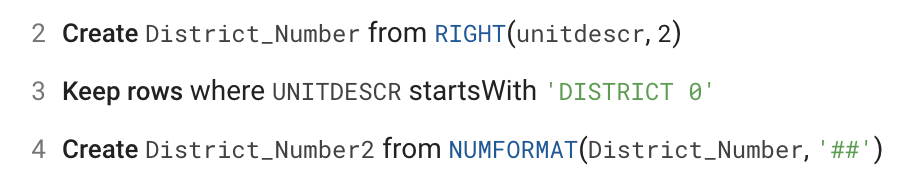 2 Create District_Number from RIGHT(unitdescr, 2)
3 Keep rows where UNITDESCR startsWith 'DISTRICT 0'
4 Create District_Number2 from NUMFORMAT(District_Number, '##')